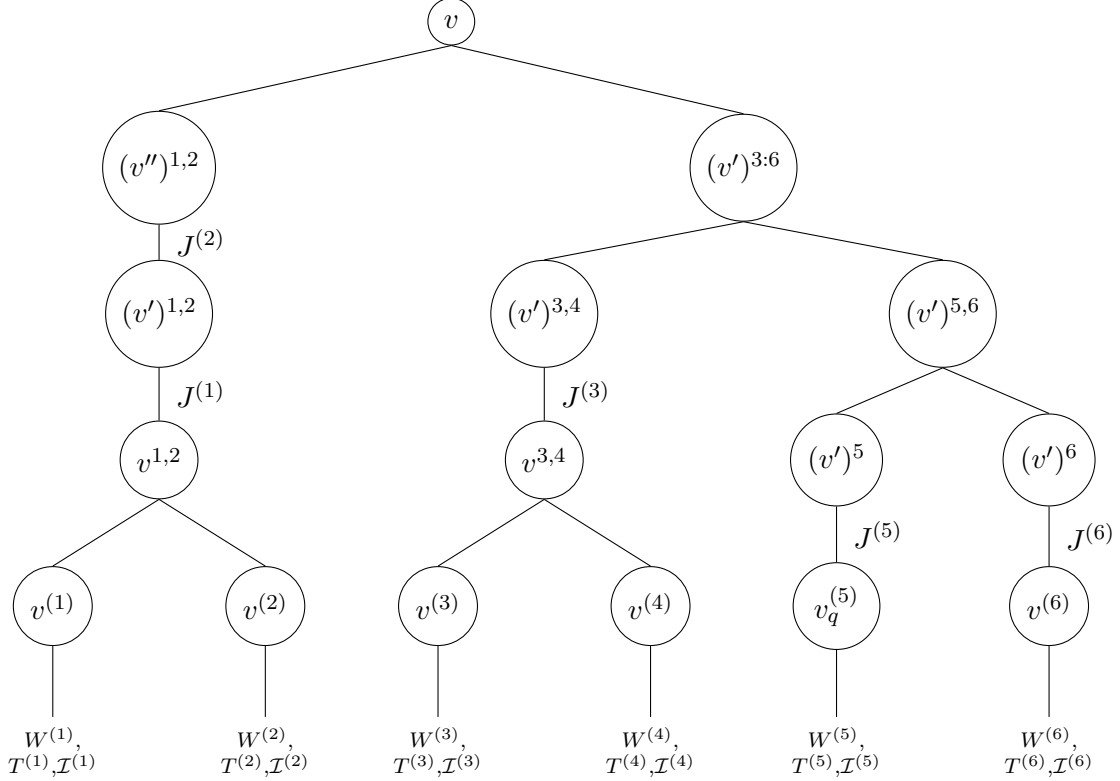 v
(v'')^{1,2}
(v')^{3:6}
J^{(2)}
(v')^{1,2}
(v')^{3,4}
(v')^{5,6}
J^{(1)}
J^{(3)}
v^{1,2}
v^{3,4}
(v')^5
(v')^6
J^{(5)}
J^{(6)}
v^{(1)}
v^{(2)}
v^{(3)}
v^{(4)}
v_q^{(5)}
v^{(6)}
W^{(1)},
T^{(1)},\mathcal{I}^{(1)}
W^{(2)},
T^{(2)},\mathcal{I}^{(2)}
W^{(3)},
T^{(3)},\mathcal{I}^{(3)}
W^{(4)},
T^{(4)},\mathcal{I}^{(4)}
W^{(5)},
T^{(5)},\mathcal{I}^{(5)}
W^{(6)},
T^{(6)},\mathcal{I}^{(6)}